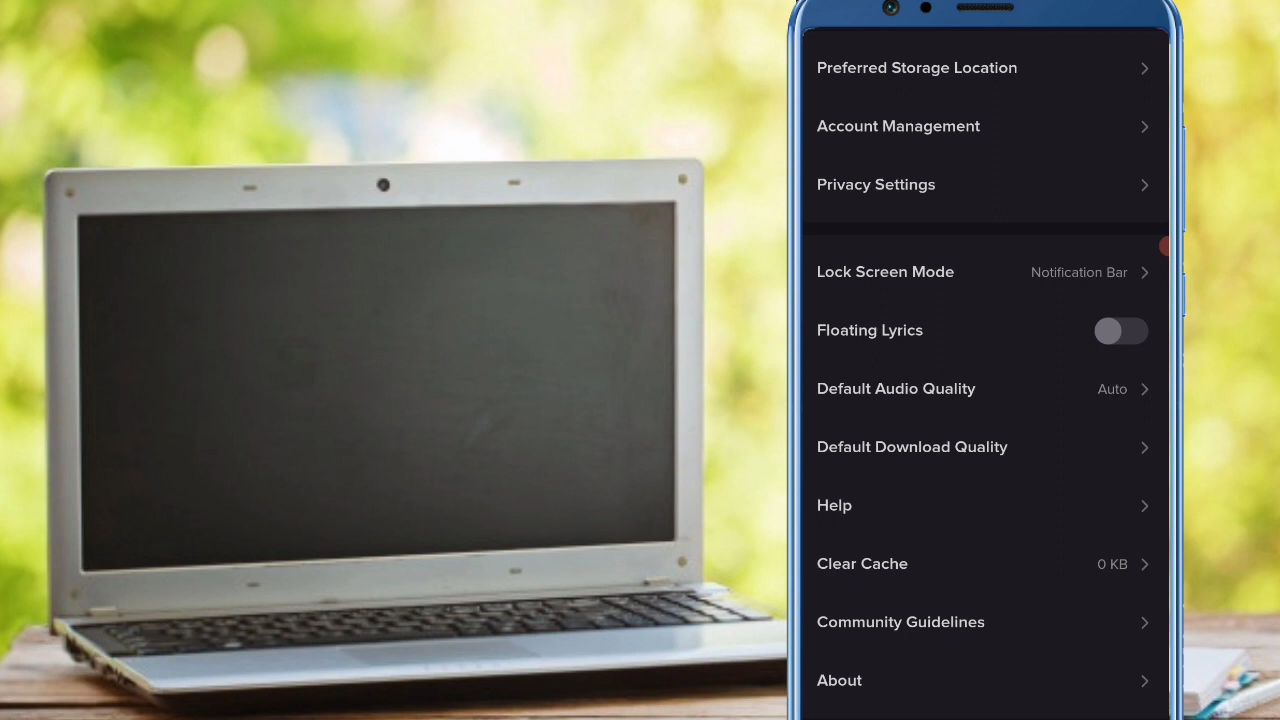 Preferred Storage Location
Account Management
Privacy Settings
Lock Screen Mode Notification Bar
Floating Lyrics
Default Audio Quality Auto
Default Download Quality
Help
Clear Cache 0 KB
Community Guidelines
About